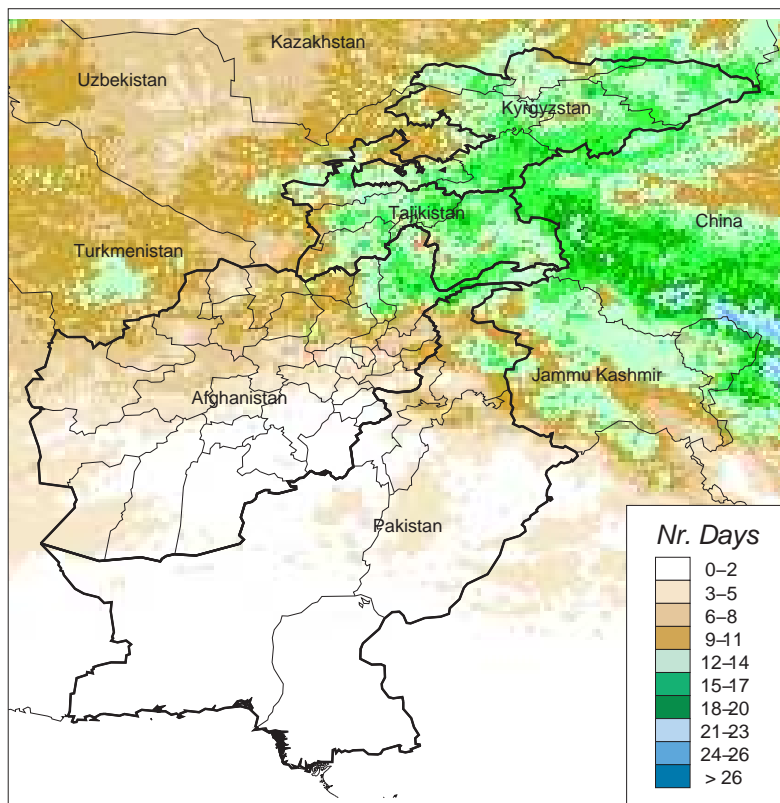 Kazakhstan
Uzbekistan
Kyrgyzstan
Tajikistan
China
Turkmenistan
Jammu Kashmir
Afghanistan
Pakistan
Nr. Days
0–2
3–5
6–8
9–11
12–14
15–17
18–20
21–23
24–26
> 26